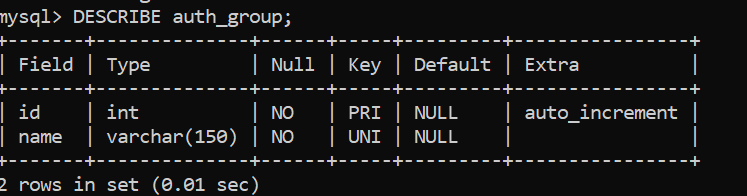 mysql> DESCRIBE auth_group;
+-------+--------------+------+-----+---------+----------------+
| Field | Type         | Null | Key | Default | Extra          |
+-------+--------------+------+-----+---------+----------------+
| id    | int          | NO   | PRI | NULL    | auto_increment |
| name  | varchar(150) | NO   | UNI | NULL    |                |
+-------+--------------+------+-----+---------+----------------+
2 rows in set (0.01 sec)